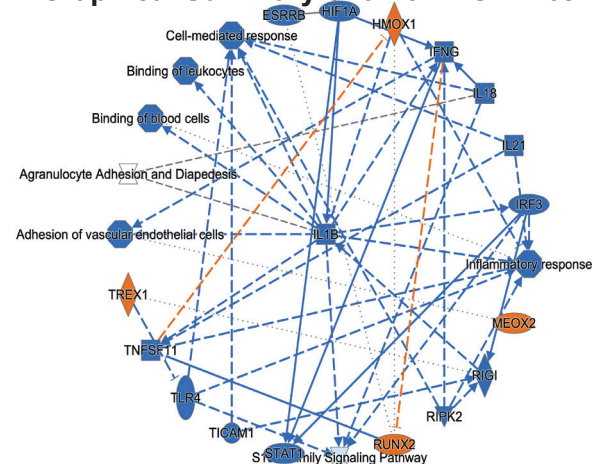 ESRRB
HIF1A
HMOX1
Cell-mediated response
IFNG
Binding of leukocytes
IL18
Binding of blood cells
IL21
Agranulocyte Adhesion and Diapedesis
IRF3
Adhesion of vascular endothelial cells
IL1B
Inflammatory response
TREX1
MEOX2
TNFSF11
RIGI
TLR4
RIPK2
TICAM1
STAT1
RUNX2
Family Signaling Pathway